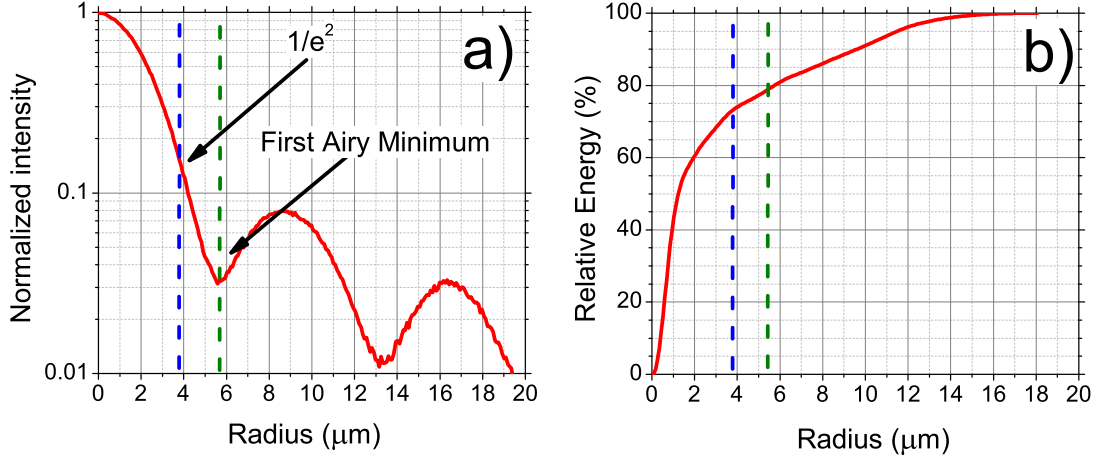 a)
1/e²
First Airy Minimum
1
0.1
0.01
Normalized intensity
0 2 4 6 8 10 12 14 16 18 20
Radius (μm)
b)
100
80
60
40
20
0
Relative Energy (%)
0 2 4 6 8 10 12 14 16 18 20
Radius (μm)